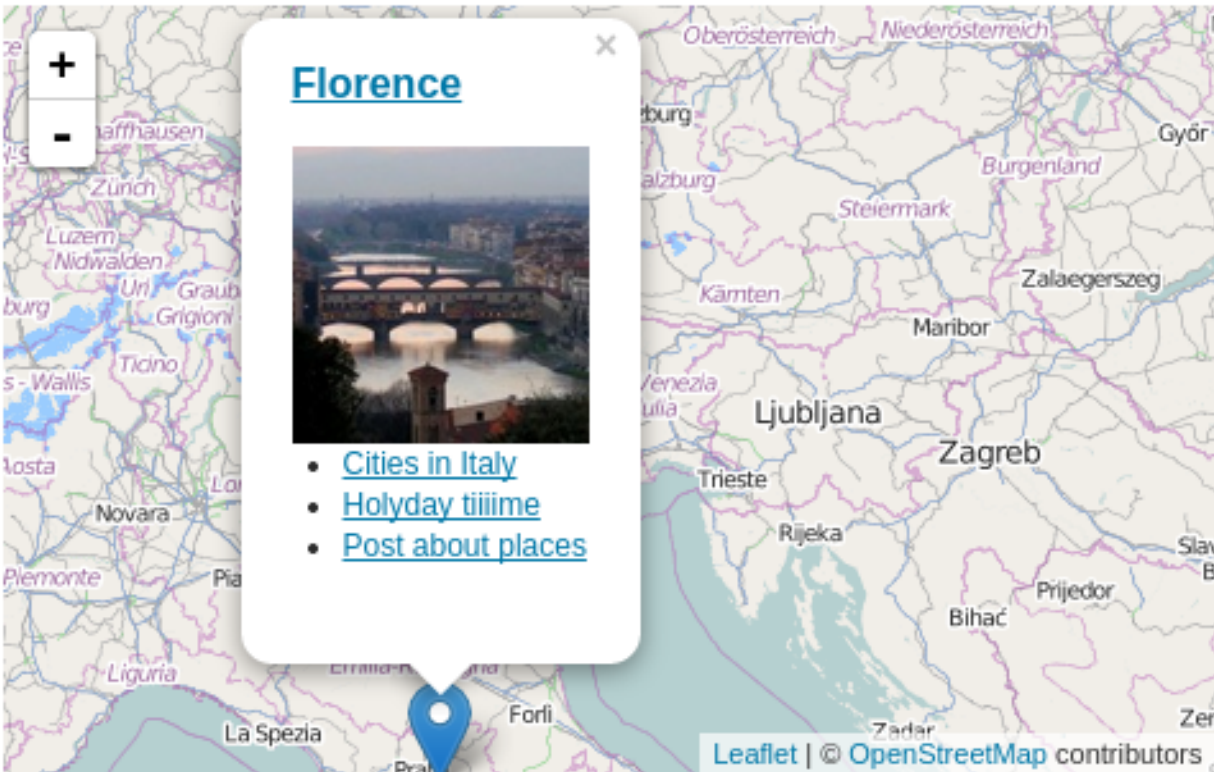 +
-
×
Florence
Cities in Italy
Holyday tiiiime
Post about places
Oberösterreich
Niederösterreich
Győr
Burgenland
Steiermark
Zürich
Luzern
Nidwalden
Uri
Grigioni
Kärnten
Zalaegerszeg
Maribor
Ticino
Ljubljana
Zagreb
Trieste
Novara
Rijeka
Piemonte
Prijedor
Bihać
Liguria
La Spezia
Forlì
Zadar
Leaflet | © OpenStreetMap contributors